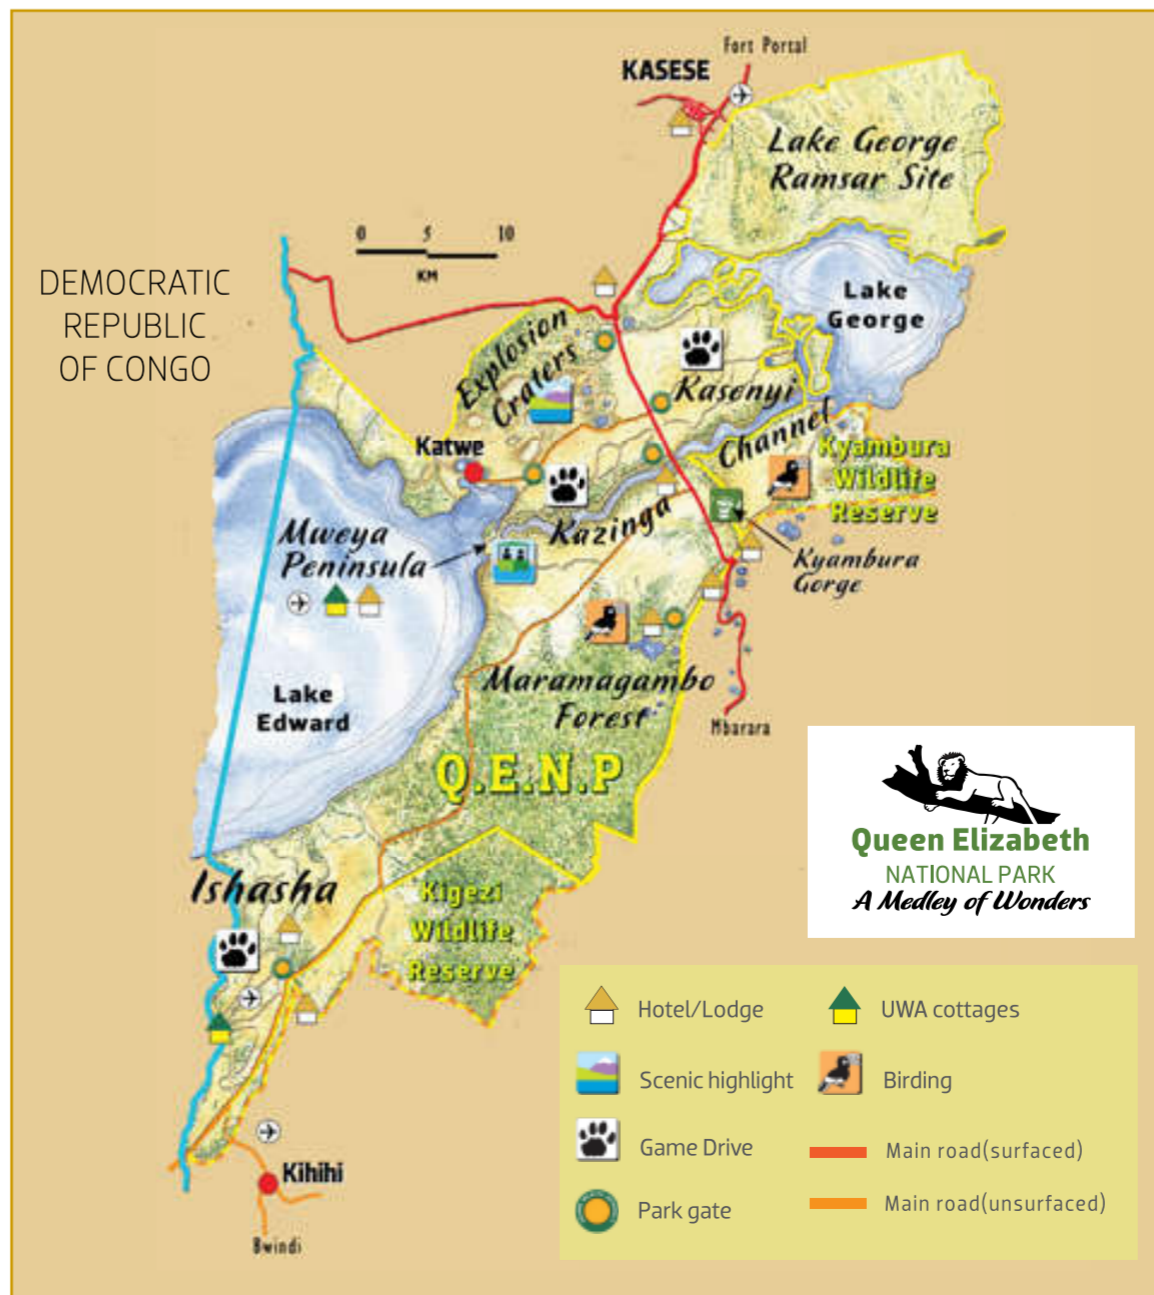 Fort Portal
KASESE
Lake George
Ramsar Site
0 5 10
KM
DEMOCRATIC
REPUBLIC
OF CONGO
Lake
George
Explosion
Craters
Kasenyi
Katwe
Channel
Kyambura
Wildlife
Reserve
Kazinga
Mweya
Peninsula
Kyambura
Gorge
Maramagambo
Forest
Lake
Edward
Mbarara
Q.E.N.P
Queen Elizabeth
NATIONAL PARK
A Medley of Wonders
Ishasha
Kigezi
Wildlife
Reserve
Hotel/Lodge
UWA cottages
Scenic highlight
Birding
Game Drive
Main road(surfaced)
Park gate
Main road(unsurfaced)
Kihihi
Bwindi